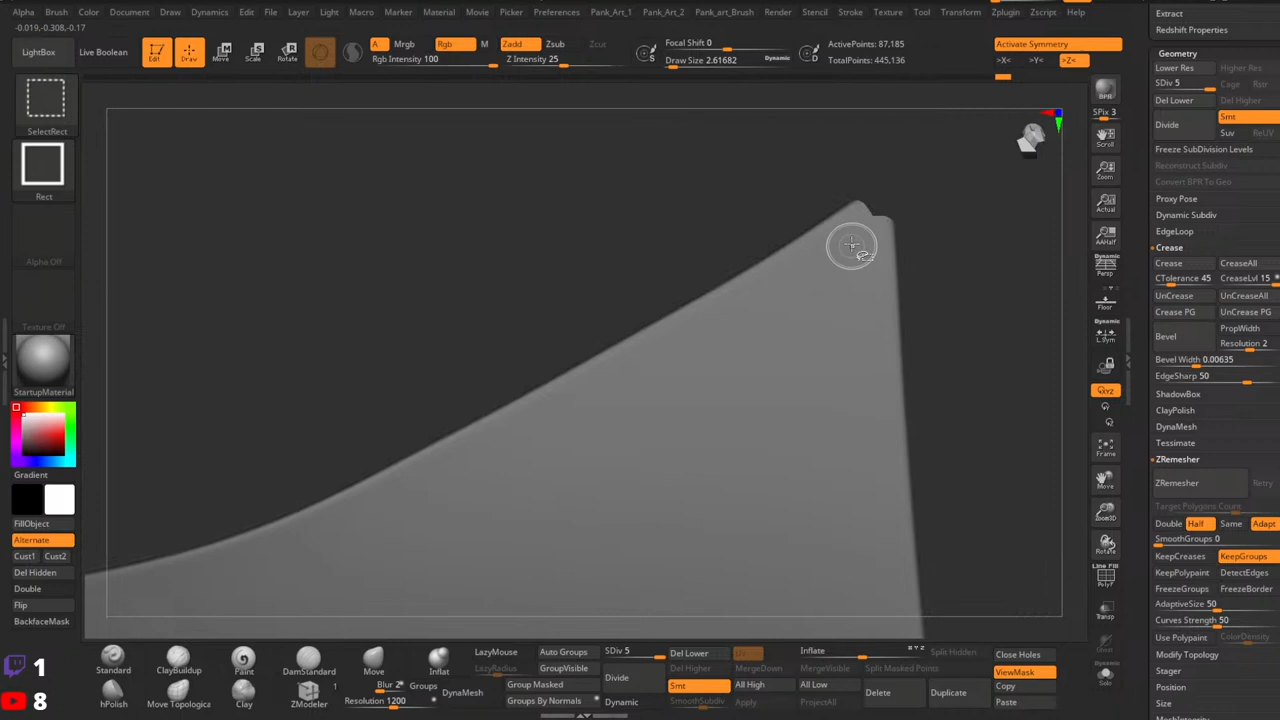 Alpha Brush Color Document Draw Dynamics Edit File Layer Light Macro Marker Material Movie Picker Preferences Pank_Art_1 Pank_Art_2 Pank_art_Brush Render Stencil Stroke Texture Tool Transform Zplugin Zscript Help
-0.019,-0.308,-0.17
LightBox
Live Boolean
Edit
Draw
Move
Scale
Rotate
A
Mrgb
Rgb
M
Rgb Intensity 100
Zadd
Zsub
Zcut
Z Intensity 25
S
Focal Shift 0
Draw Size 2.61682
Dynamic
D
ActivePoints: 87,185
TotalPoints: 445,136
Activate Symmetry
>X<
>Y<
>Z<
SelectRect
Rect
Alpha Off
Texture Off
StartupMaterial
Gradient
FillObject
Alternate
Cust1 Cust2
Del Hidden
Double
Flip
BackfaceMask
1
8
BPR
SPix 3
Scroll
Zoom
Actual
AAHalf
Dynamic
Persp
Floor
Dynamic
L.Sym
XYZ
Frame
Move
Zoom3D
Rotate
Line Fill
PolyF
Transp
Ghost
Dynamic
Solo
Extract
Redshift Properties
Geometry
Lower Res Higher Res
SDiv 5 Cage Rstr
Del Lower Del Higher
Divide
Smt
Suv ReUV
Freeze SubDivision Levels
Reconstruct Subdiv
Convert BPR To Geo
Proxy Pose
Dynamic Subdiv
EdgeLoop
Crease
Crease CreaseAll
CTolerance 45 CreaseLvl 15
UnCrease UnCreaseAll
Crease PG UnCrease PG
Bevel
PropWidth
Resolution 2
Bevel Width 0.00635
EdgeSharp 50
ShadowBox
ClayPolish
DynaMesh
Tessimate
ZRemesher
ZRemesher Retry
Target Polygons Count
Double Half Same Adapt
SmoothGroups 0
KeepCreases KeepGroups
KeepPolypaint DetectEdges
FreezeGroups FreezeBorder
AdaptiveSize 50
Curves Strength 50
Use Polypaint ColorDensity
Modify Topology
Stager
Position
Size
Standard
ClayBuildup
Paint
DamStandard
Move
Inflat
hPolish
Move Topologica
Clay
ZModeler
1
LazyMouse
LazyRadius
Blur 2
Groups
Resolution 1200
DynaMesh
Auto Groups
GroupVisible
Group Masked
Groups By Normals
SDiv 5
Divide
Dynamic
Del Lower
Del Higher
Smt
SmoothSubdiv
MergeDown
All High
Apply
Inflate
MergeVisible
All Low
ProjectAll
Split Hidden
Split Masked Points
Delete
Duplicate
Close Holes
ViewMask
Copy
Paste